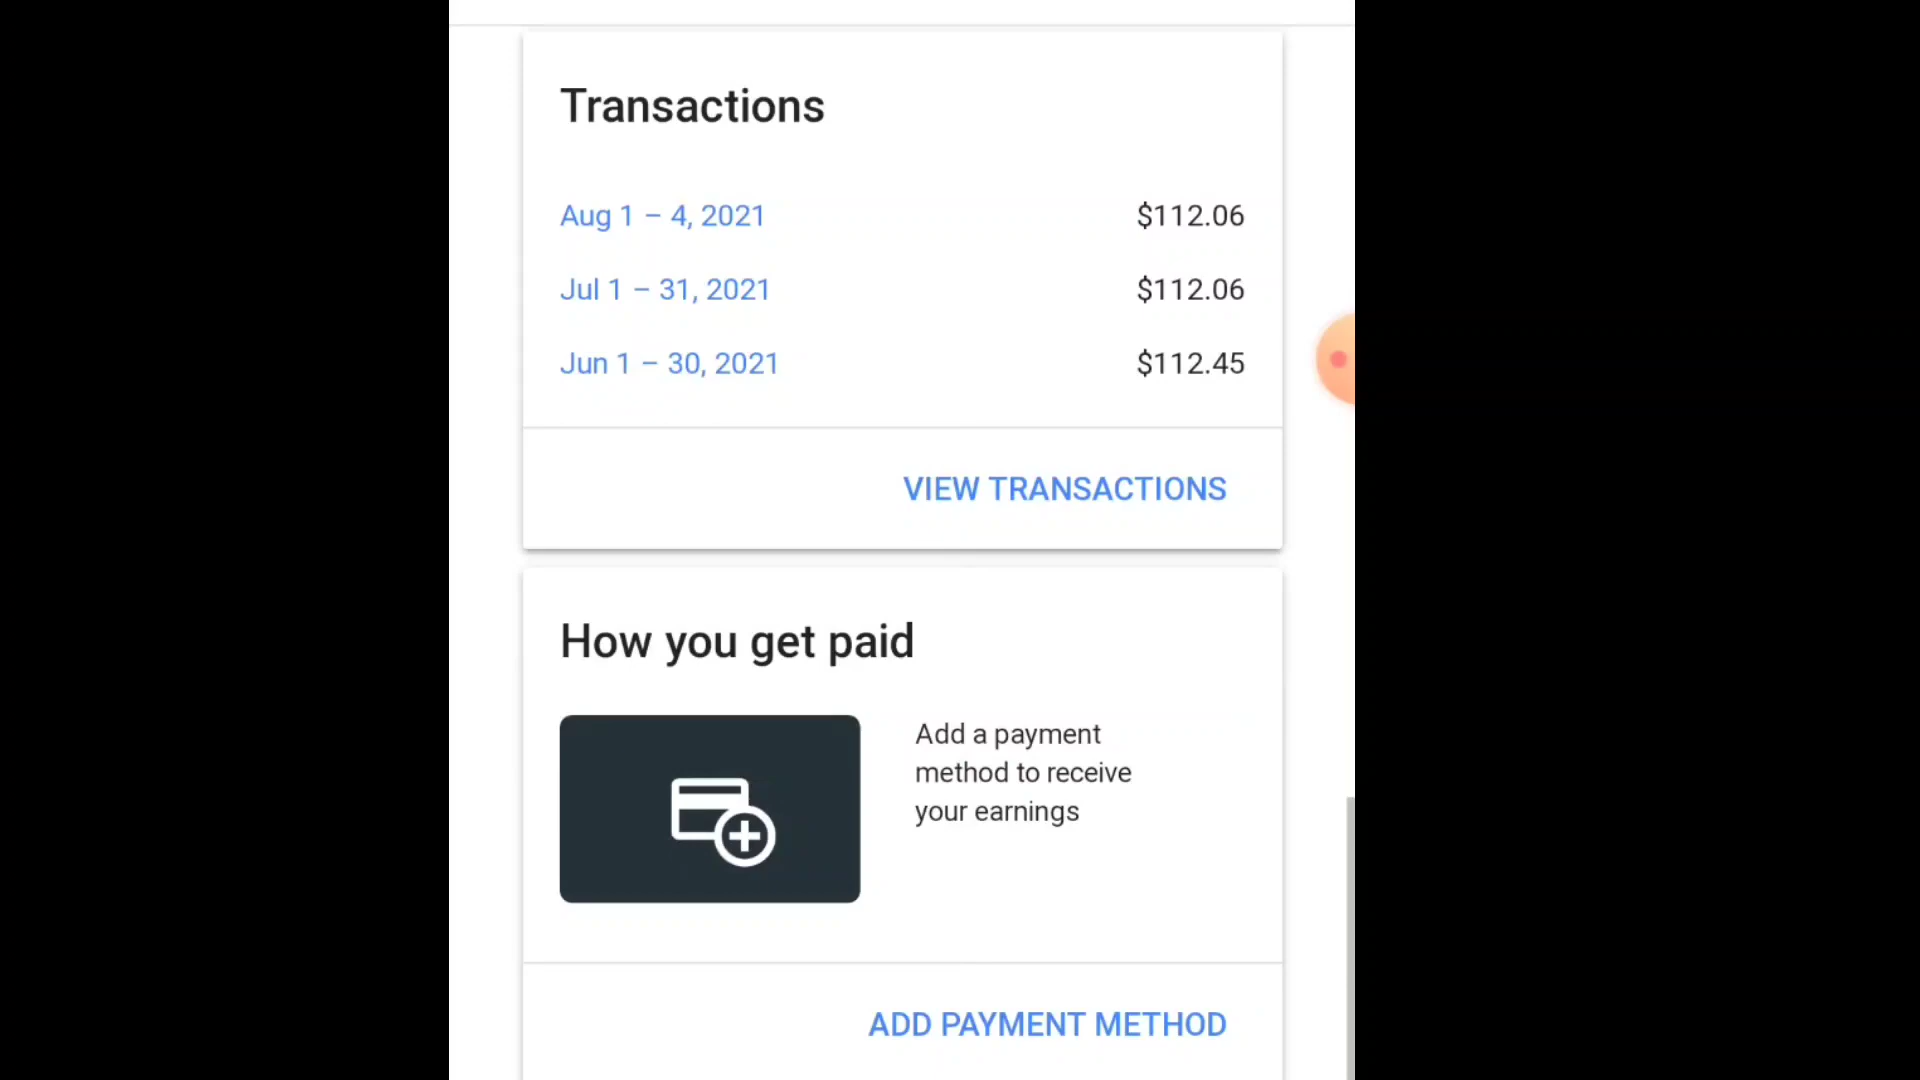 Transactions
Aug 1 – 4, 2021 $112.06
Jul 1 – 31, 2021 $112.06
Jun 1 – 30, 2021 $112.45
VIEW TRANSACTIONS
How you get paid
Add a payment
method to receive
your earnings
ADD PAYMENT METHOD